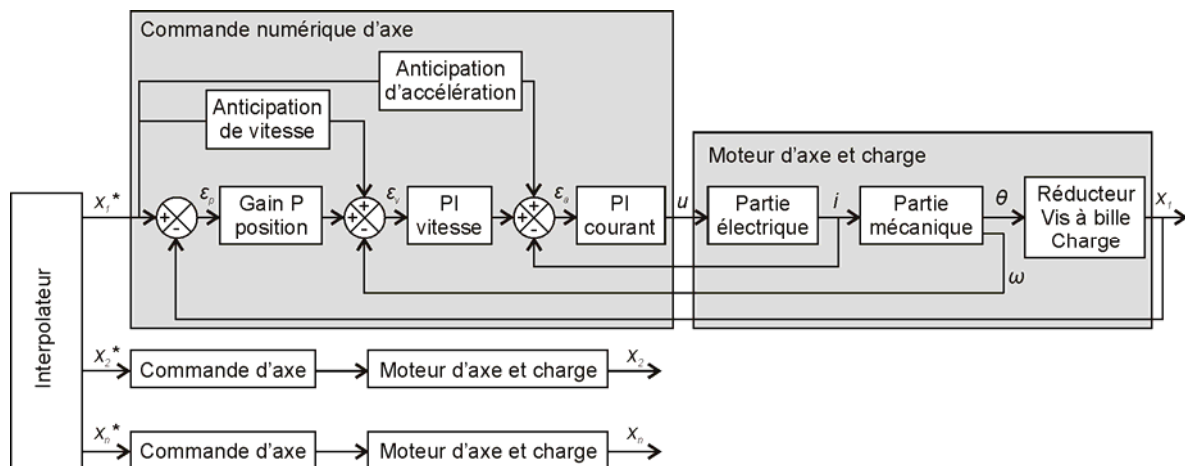 Commande numérique d'axe
Anticipation
d'accélération
Anticipation
de vitesse
Moteur d'axe et charge
Interpolateur
x₁*
+
+
-
εₚ
Gain P
position
+
+
-
εᵥ
PI
vitesse
+
+
-
εₐ
PI
courant
u
Partie
électrique
i
Partie
mécanique
θ
ω
Réducteur
Vis à bille
Charge
x₁
x₂*
Commande d'axe
Moteur d'axe et charge
x₂
xₙ*
Commande d'axe
Moteur d'axe et charge
xₙ